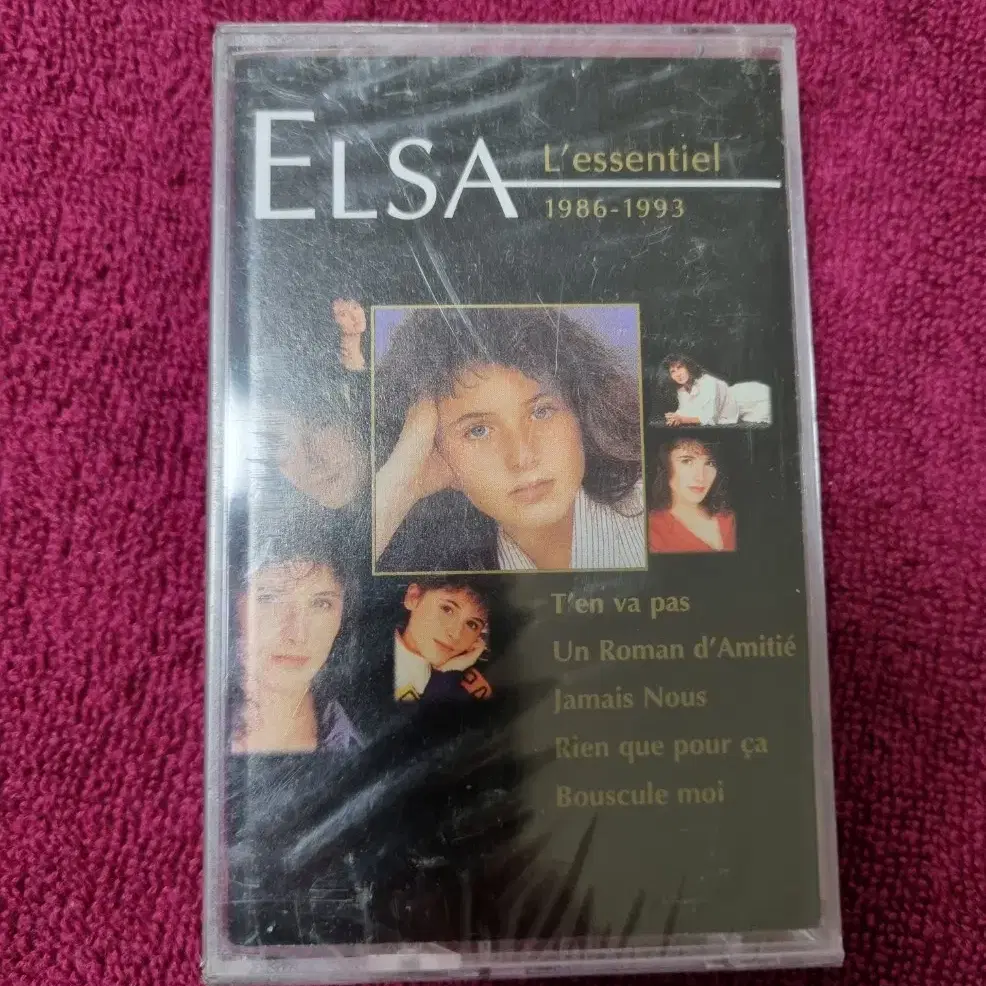 ELSA
L'essentiel
1986-1993
T'en va pas
Un Roman d'Amitié
Jamais Nous
Rien que pour ça
Bouscule moi